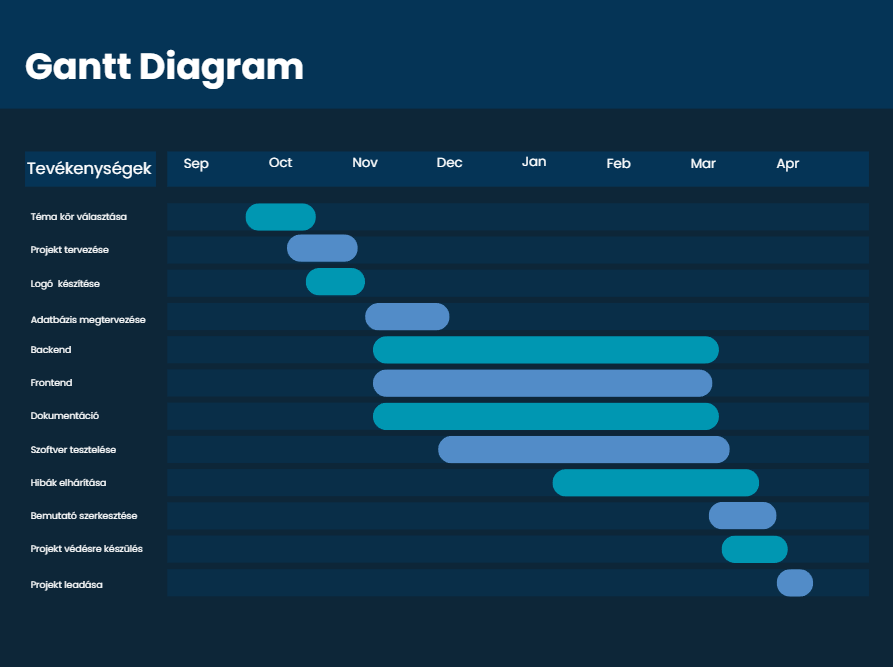 Gantt Diagram
Tevékenységek
Sep Oct Nov Dec Jan Feb Mar Apr
Téma kör választása
Projekt tervezése
Logó készítése
Adatbázis megtervezése
Backend
Frontend
Dokumentáció
Szoftver tesztelése
Hibák elhárítása
Bemutató szerkesztése
Projekt védésre készülés
Projekt leadása